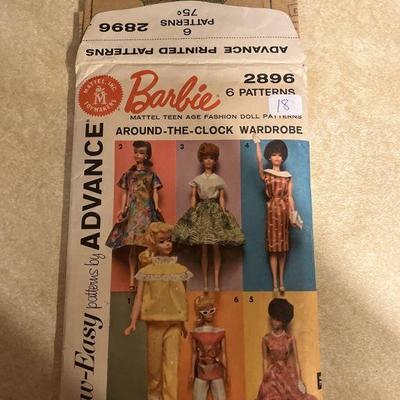 2896
6
PATTERNS
75¢
ADVANCE PRINTED PATTERNS
MATTEL, INC.
M
TOYMAKERS
Barbie
2896
6 PATTERNS
18
MATTEL TEEN AGE FASHION DOLL PATTERNS
AROUND-THE-CLOCK WARDROBE
patterns by ADVANCE
2
3
4
1
6
5